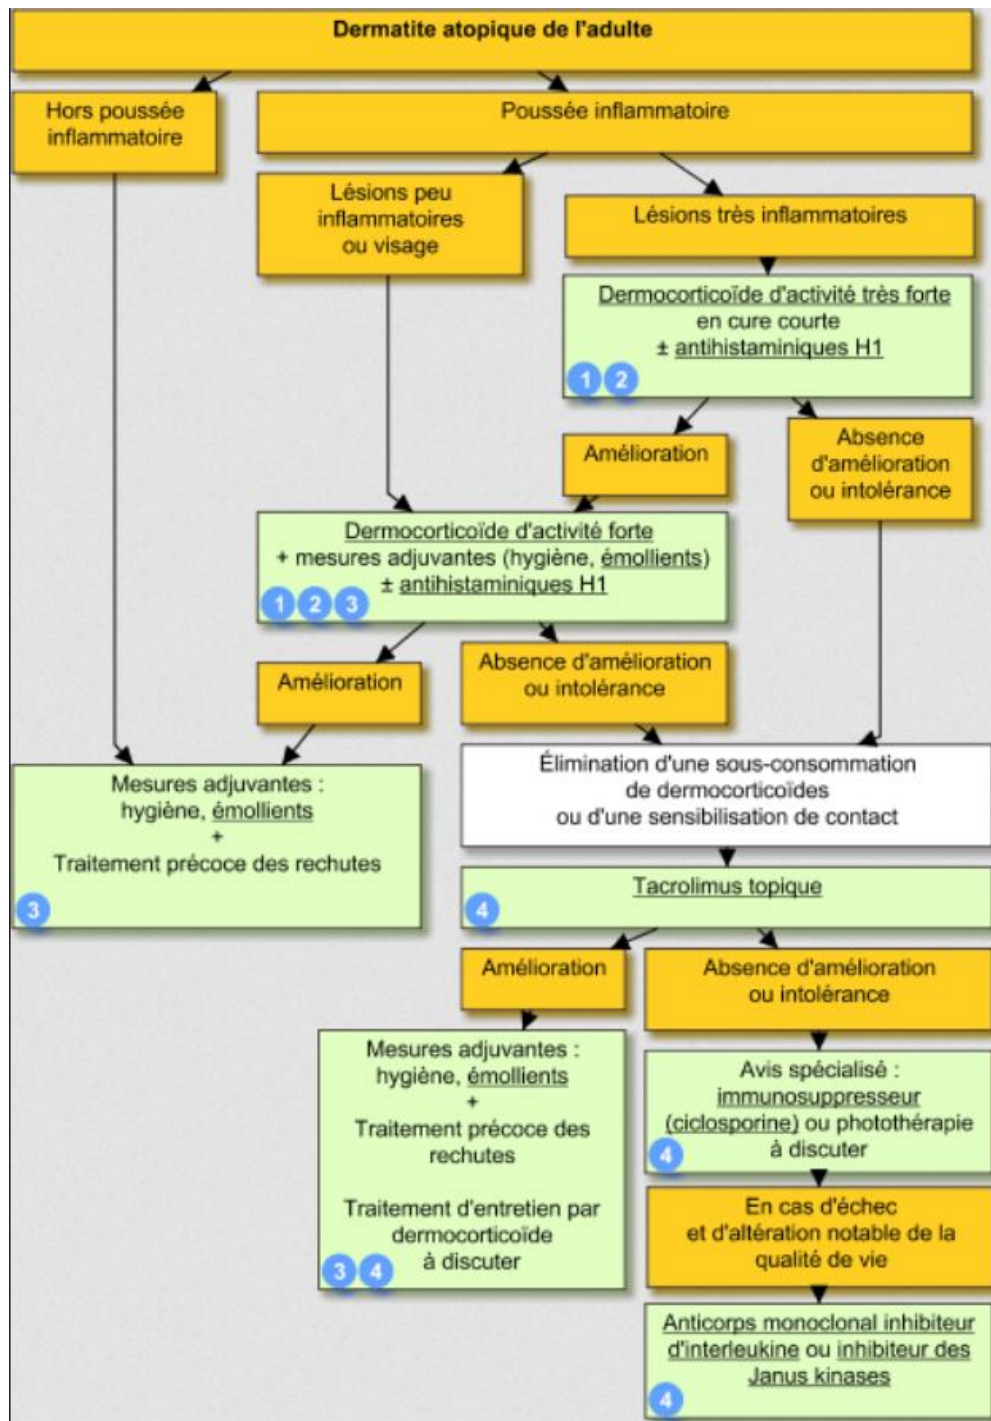 Dermatite atopique de l'adulte
Hors poussée
inflammatoire
Poussée inflammatoire
Lésions peu
inflammatoires
ou visage
Lésions très inflammatoires
Dermocorticoïde d'activité très forte
en cure courte
± antihistaminiques H1
1 2
Amélioration
Absence
d'amélioration
ou intolérance
Dermocorticoïde d'activité forte
+ mesures adjuvantes (hygiène, émollients)
± antihistaminiques H1
1 2 3
Amélioration
Absence d'amélioration
ou intolérance
Mesures adjuvantes :
hygiène, émollients
+
Traitement précoce des rechutes
3
Élimination d'une sous-consommation
de dermocorticoïdes
ou d'une sensibilisation de contact
Tacrolimus topique
4
Amélioration
Absence d'amélioration
ou intolérance
Mesures adjuvantes :
hygiène, émollients
+
Traitement précoce des
rechutes
Traitement d'entretien par
dermocorticoïde
à discuter
3 4
Avis spécialisé :
immunosuppresseur
(ciclosporine) ou photothérapie
à discuter
4
En cas d'échec
et d'altération notable de la
qualité de vie
Anticorps monoclonal inhibiteur
d'interleukine ou inhibiteur des
Janus kinases
4